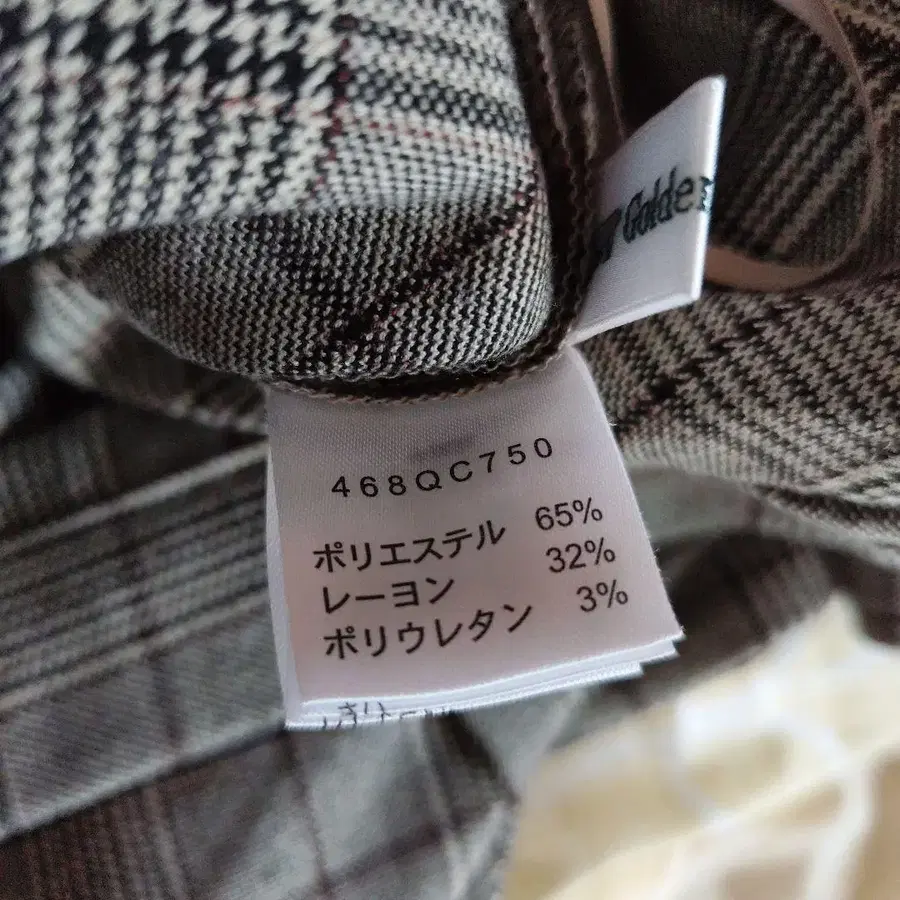 Golde
468QC750
ポリエステル 65%
レーヨン 32%
ポリウレタン 3%